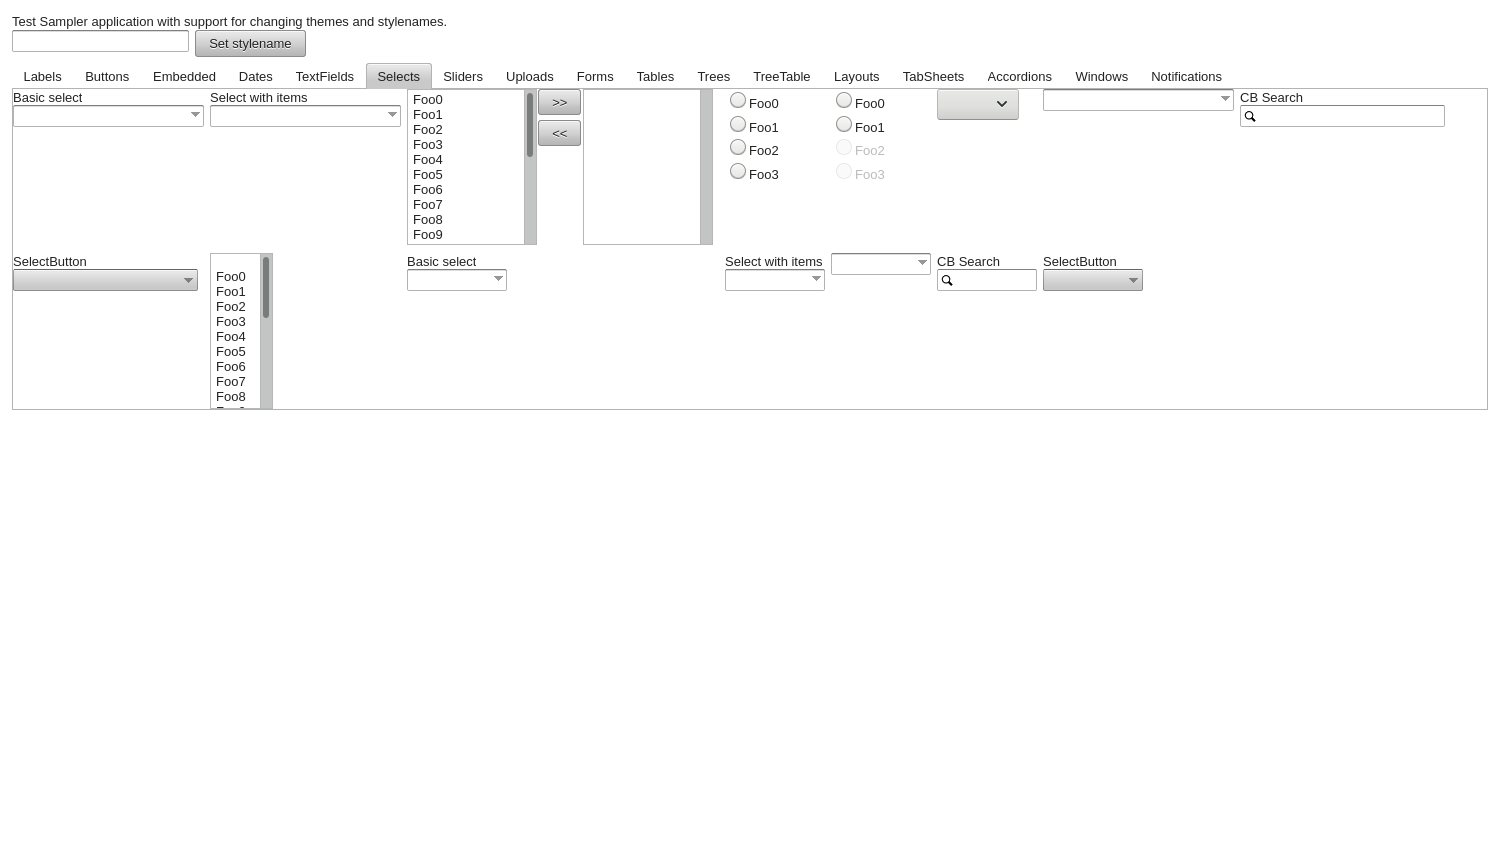 Test Sampler application with support for changing themes and stylenames.
Set stylename
Labels Buttons Embedded Dates TextFields Selects Sliders Uploads Forms Tables Trees TreeTable Layouts TabSheets Accordions Windows Notifications
Basic select
Select with items
Foo0
Foo1
Foo2
Foo3
Foo4
Foo5
Foo6
Foo7
Foo8
Foo9
>>
<<
Foo0
Foo1
Foo2
Foo3
Foo0
Foo1
Foo2
Foo3
CB Search
SelectButton
Foo0
Foo1
Foo2
Foo3
Foo4
Foo5
Foo6
Foo7
Foo8
Basic select
Select with items
CB Search
SelectButton